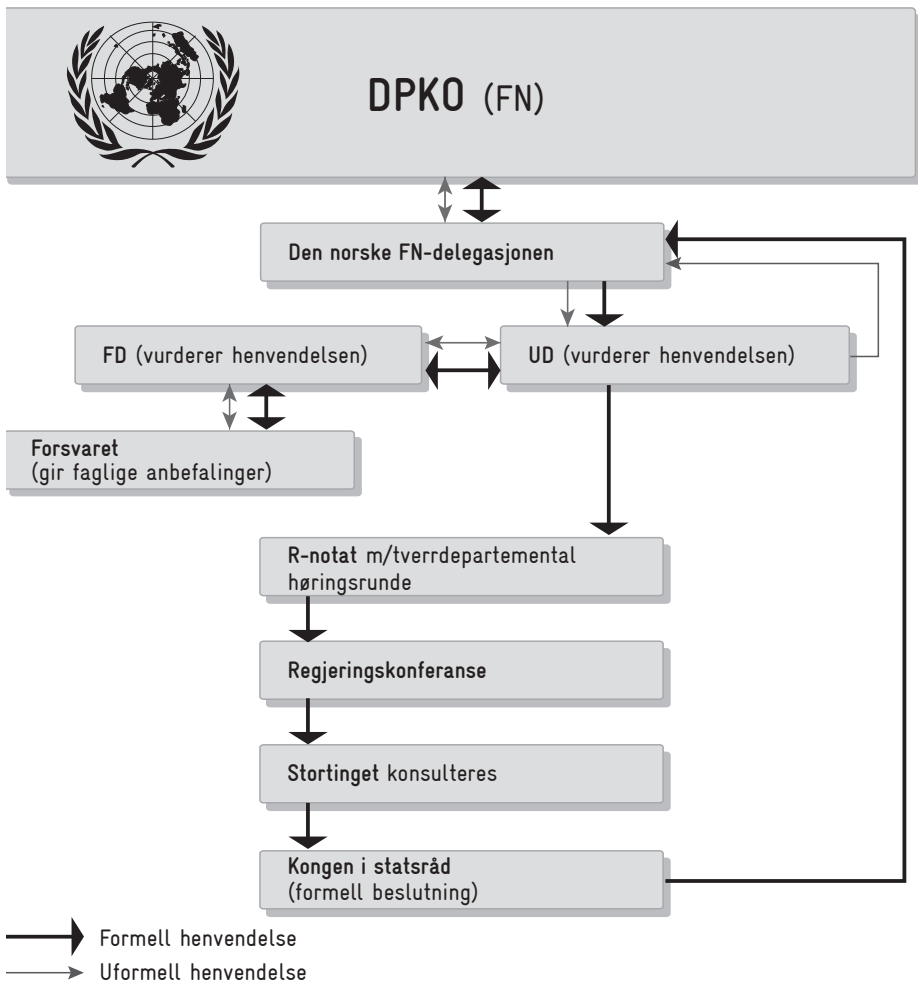 DPKO (FN)
Den norske FN-delegasjonen
FD (vurderer henvendelsen)
UD (vurderer henvendelsen)
Forsvaret
(gir faglige anbefalinger)
R-notat m/tverrdepartemental
høringsrunde
Regjeringskonferanse
Stortinget konsulteres
Kongen i statsråd
(formell beslutning)
Formell henvendelse
Uformell henvendelse